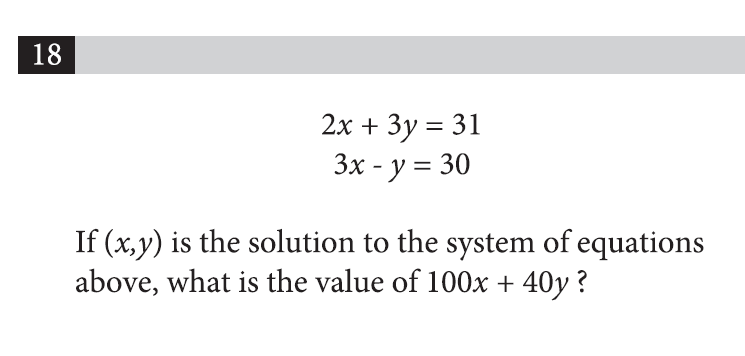 18
2x + 3y = 31
3x - y = 30
If (x,y) is the solution to the system of equations
above, what is the value of 100x + 40y ?